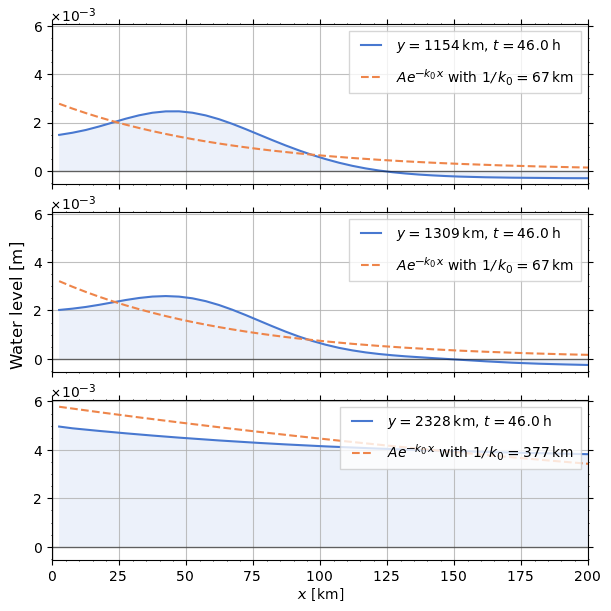 ×10⁻³
6
4
2
0
y = 1154 km, t = 46.0 h
Ae^{-k₀x} with 1/k₀ = 67 km
×10⁻³
6
4
2
0
y = 1309 km, t = 46.0 h
Ae^{-k₀x} with 1/k₀ = 67 km
Water level [m]
×10⁻³
6
4
2
0
y = 2328 km, t = 46.0 h
Ae^{-k₀x} with 1/k₀ = 377 km
0 25 50 75 100 125 150 175 200
x [km]